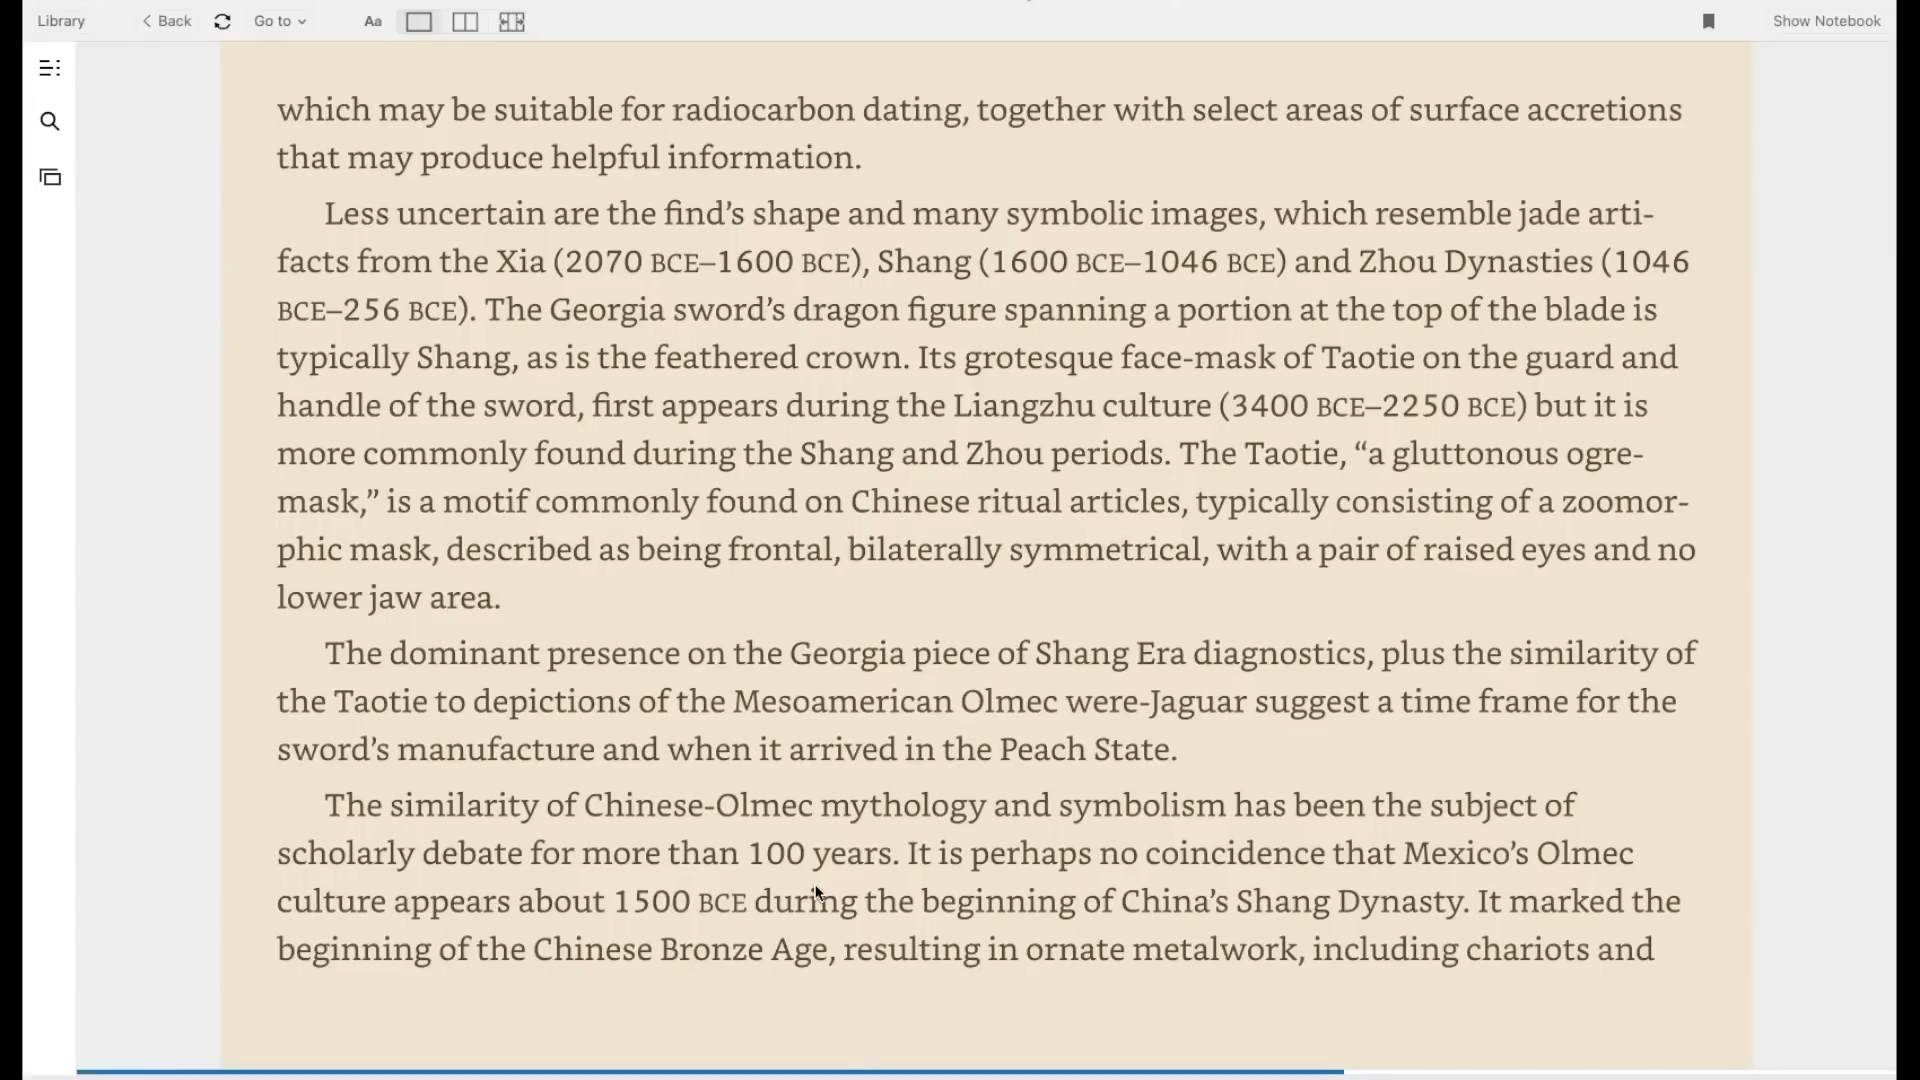 Library Back Go to Aa Show Notebook
which may be suitable for radiocarbon dating, together with select areas of surface accretions
that may produce helpful information.
Less uncertain are the find’s shape and many symbolic images, which resemble jade arti-
facts from the Xia (2070 BCE–1600 BCE), Shang (1600 BCE–1046 BCE) and Zhou Dynasties (1046
BCE–256 BCE). The Georgia sword’s dragon figure spanning a portion at the top of the blade is
typically Shang, as is the feathered crown. Its grotesque face-mask of Taotie on the guard and
handle of the sword, first appears during the Liangzhu culture (3400 BCE–2250 BCE) but it is
more commonly found during the Shang and Zhou periods. The Taotie, “a gluttonous ogre-
mask,” is a motif commonly found on Chinese ritual articles, typically consisting of a zoomor-
phic mask, described as being frontal, bilaterally symmetrical, with a pair of raised eyes and no
lower jaw area.
The dominant presence on the Georgia piece of Shang Era diagnostics, plus the similarity of
the Taotie to depictions of the Mesoamerican Olmec were-Jaguar suggest a time frame for the
sword’s manufacture and when it arrived in the Peach State.
The similarity of Chinese-Olmec mythology and symbolism has been the subject of
scholarly debate for more than 100 years. It is perhaps no coincidence that Mexico’s Olmec
culture appears about 1500 BCE during the beginning of China’s Shang Dynasty. It marked the
beginning of the Chinese Bronze Age, resulting in ornate metalwork, including chariots and